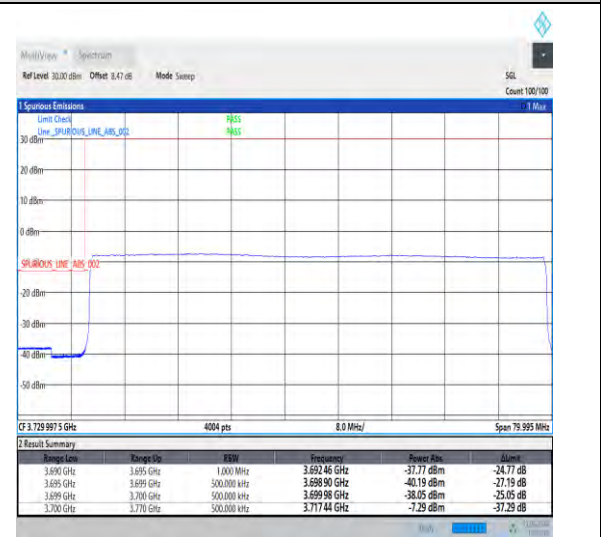 MultiView Spectrum
Ref Level 30.00 dBm Offset 8.47 dB Mode Sweep SGL
Count 100/100
1 Spurious Emissions 1 Max
Limit Check PASS
Line _SPURIOUS_LINE_ABS_002 PASS
30 dBm
20 dBm
10 dBm
0 dBm
SPURIOUS_LINE_ABS_002
-20 dBm
-30 dBm
-40 dBm
-50 dBm
CF 3.729 997 5 GHz 4004 pts 8.0 MHz/ Span 79.995 MHz
2 Result Summary
Range Low Range Up RBW Frequency Power Abs ΔLimit
3.690 GHz 3.695 GHz 1.000 MHz 3.692 46 GHz -37.77 dBm -24.77 dB
3.695 GHz 3.699 GHz 500.000 kHz 3.698 90 GHz -40.19 dBm -27.19 dB
3.699 GHz 3.700 GHz 500.000 kHz 3.699 98 GHz -38.05 dBm -25.05 dB
3.700 GHz 3.770 GHz 500.000 kHz 3.717 44 GHz -7.29 dBm -37.29 dB